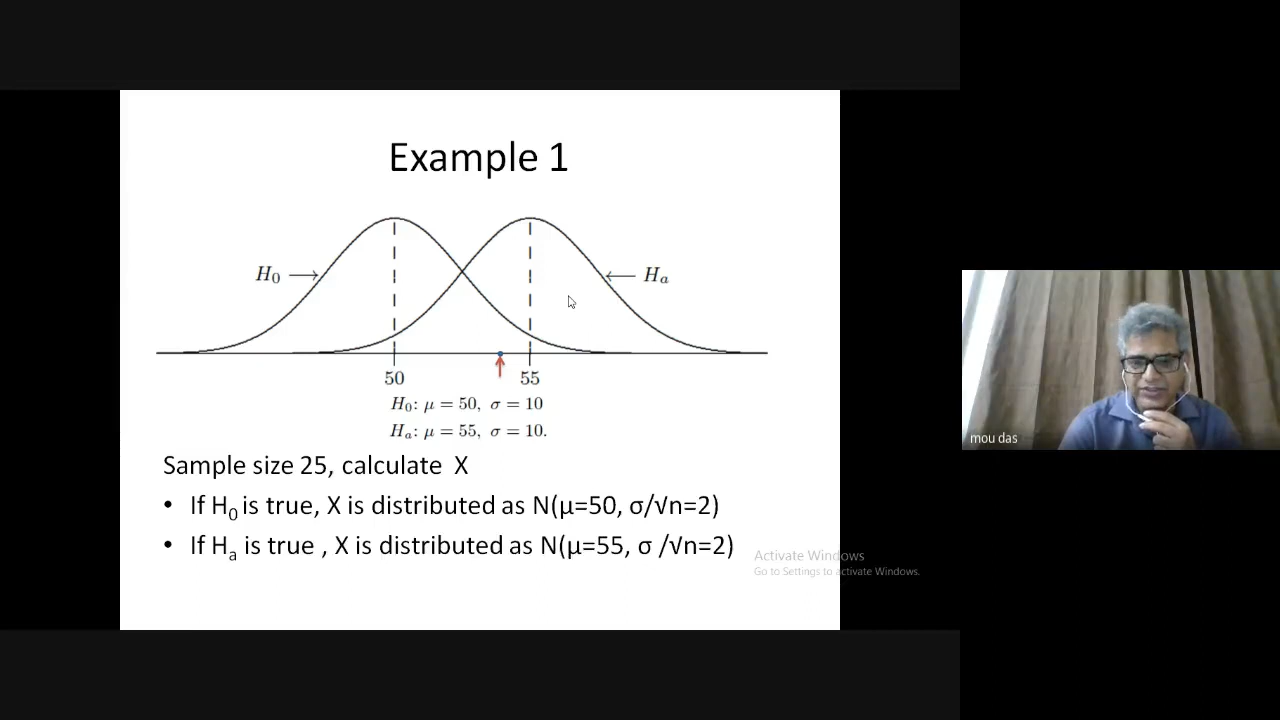 Example 1
H₀
Hₐ
50
55
H₀: μ = 50, σ = 10
Hₐ: μ = 55, σ = 10.
Sample size 25, calculate X
• If H₀ is true, X is distributed as N(μ=50, σ/√n=2)
• If Hₐ is true , X is distributed as N(μ=55, σ /√n=2)
Activate Windows
Go to Settings to activate Windows.
mou das